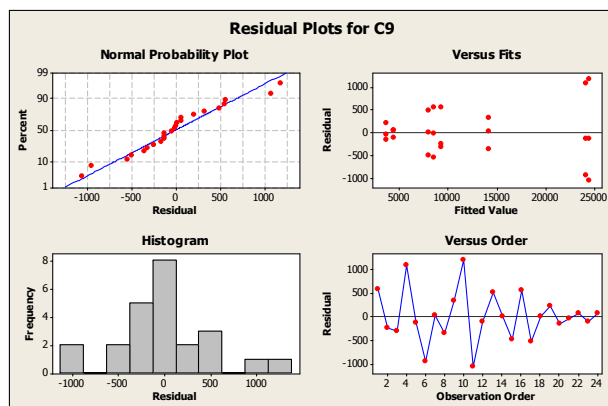 Residual Plots for C9
Normal Probability Plot
Percent
99
90
50
10
1
-1000 -500 0 500 1000
Residual
Versus Fits
Residual
1000
500
0
-500
-1000
5000 10000 15000 20000 25000
Fitted Value
Histogram
Frequency
8
6
4
2
0
-1000 -500 0 500 1000
Residual
Versus Order
Residual
1000
500
0
-500
-1000
2 4 6 8 10 12 14 16 18 20 22 24
Observation Order